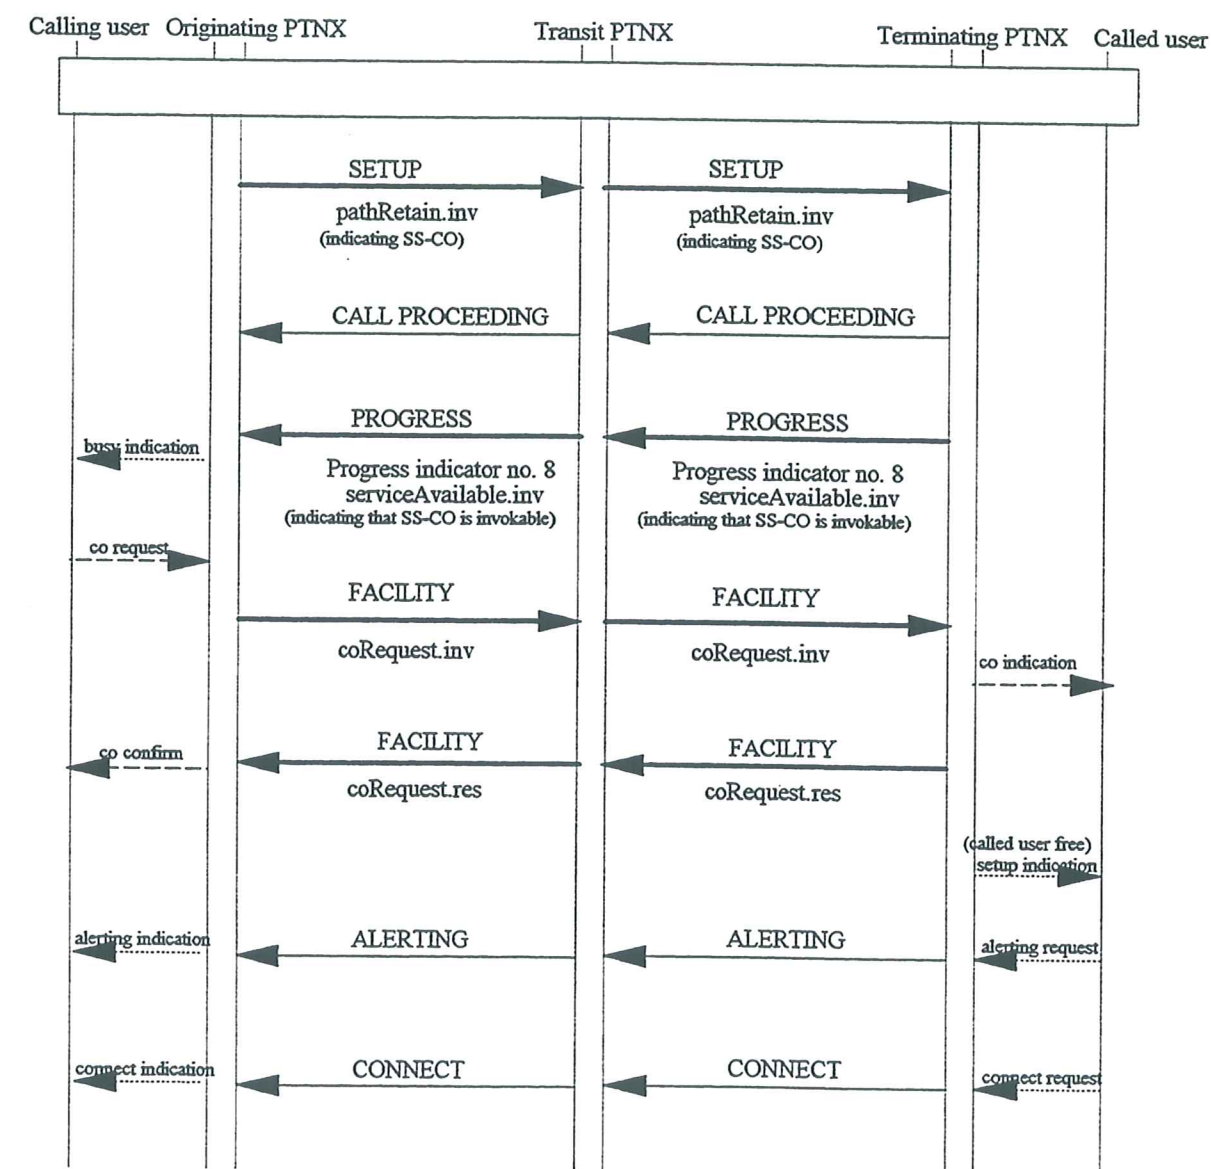 Calling user Originating PTNX Transit PTNX Terminating PTNX Called user
SETUP SETUP
pathRetain.inv pathRetain.inv
(indicating SS-CO) (indicating SS-CO)
CALL PROCEEDING CALL PROCEEDING
PROGRESS PROGRESS
busy indication
Progress indicator no. 8 Progress indicator no. 8
serviceAvailable.inv serviceAvailable.inv
(indicating that SS-CO is invokable) (indicating that SS-CO is invokable)
co request
FACILITY FACILITY
coRequest.inv coRequest.inv
co indication
FACILITY FACILITY
co confirm
coRequest.res coRequest.res
(called user free)
setup indication
alerting indication ALERTING ALERTING alerting request
connect indication CONNECT CONNECT connect request